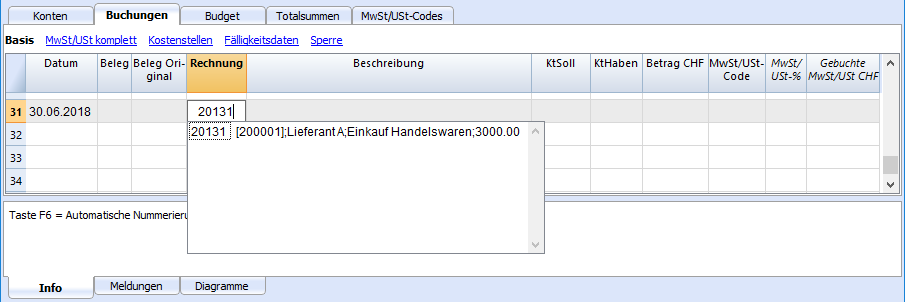 Konten Buchungen Budget Totalsummen MwSt/USt-Codes
Basis MwSt/USt komplett Kostenstellen Fälligkeitsdaten Sperre
Datum Beleg Beleg Ori- Rechnung Beschreibung KtSoll KtHaben Betrag CHF MwSt/USt- MwSt/ Gebuchte
ginal Code USt-% MwSt/USt CHF
31 30.06.2018 20131
32 20131 [200001];Lieferant A;Einkauf Handelswaren;3000.00
33
34
Taste F6 = Automatische Nummerieru
Info Meldungen Diagramme